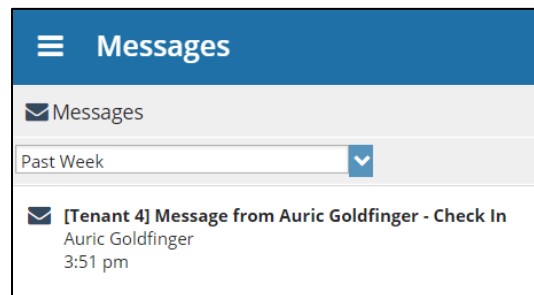 Messages
Messages
Past Week
[Tenant 4] Message from Auric Goldfinger - Check In
Auric Goldfinger
3:51 pm